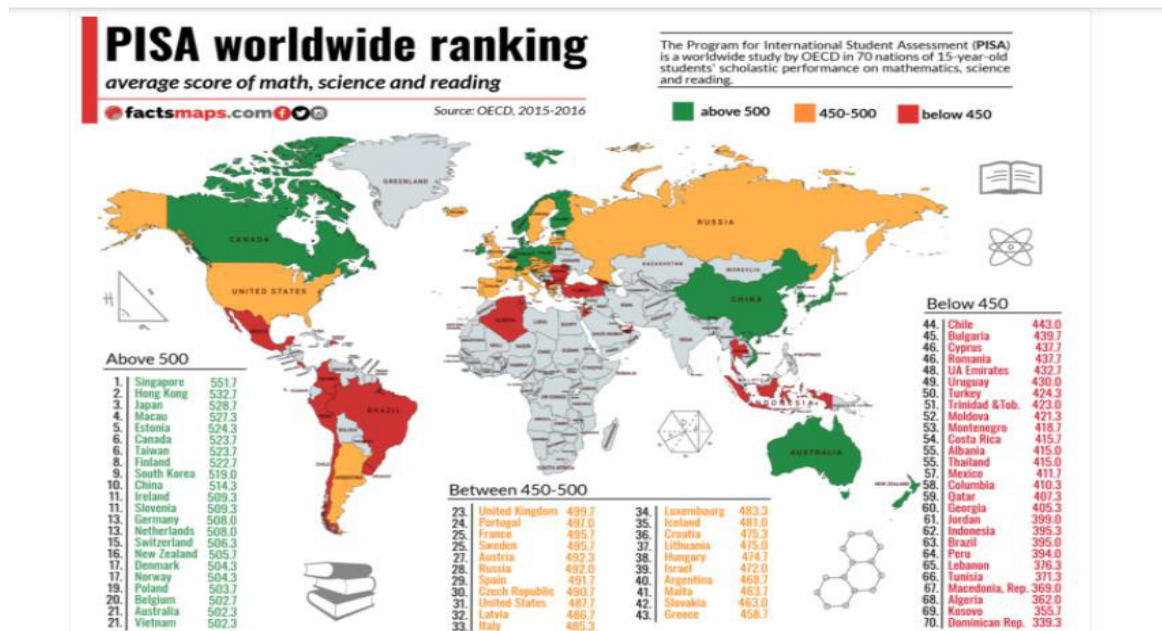 PISA worldwide ranking
average score of math, science and reading
factsmaps.com
Source: OECD, 2015-2016
The Program for International Student Assessment (PISA)
is a worldwide study by OECD in 70 nations of 15-year-old
students' scholastic performance on mathematics, science
and reading.
above 500
450-500
below 450
GREENLAND
CANADA
UNITED STATES
RUSSIA
KAZAKHSTAN
MONGOLIA
CHINA
INDIA
BRAZIL
INDONESIA
AUSTRALIA
NEW ZEALAND
SOUTH AFRICA
Above 500
1. Singapore 551.7
2. Hong Kong 532.7
3. Japan 528.7
4. Macau 527.3
5. Estonia 524.3
6. Canada 523.7
6. Taiwan 523.7
8. Finland 522.7
9. South Korea 519.0
10. China 514.3
11. Ireland 509.3
11. Slovenia 509.3
13. Germany 508.0
13. Netherlands 508.0
15. Switzerland 506.3
16. New Zealand 505.7
17. Denmark 504.3
17. Norway 504.3
19. Poland 503.7
20. Belgium 502.7
21. Australia 502.3
21. Vietnam 502.3
Between 450-500
23. United Kingdom 499.7
24. Portugal 497.0
25. France 495.7
25. Sweden 495.7
27. Austria 492.3
28. Russia 492.0
29. Spain 491.7
30. Czech Republic 490.7
31. United States 487.7
32. Latvia 486.7
33. Italy 485.3
34. Luxembourg 483.3
35. Iceland 481.0
36. Croatia 475.3
37. Lithuania 475.0
38. Hungary 474.7
39. Israel 472.0
40. Argentina 468.7
41. Malta 463.7
42. Slovakia 463.0
43. Greece 458.7
Below 450
44. Chile 443.0
45. Bulgaria 439.7
46. Cyprus 437.7
46. Romania 437.7
48. UA Emirates 432.7
49. Uruguay 430.0
50. Turkey 424.3
51. Trinidad &Tob. 423.0
52. Moldova 421.3
53. Montenegro 418.7
54. Costa Rica 415.7
55. Albania 415.0
55. Thailand 415.0
57. Mexico 411.7
58. Columbia 410.3
59. Qatar 407.3
60. Georgia 405.3
61. Jordan 399.0
62. Indonesia 395.3
63. Brazil 395.0
64. Peru 394.0
65. Lebanon 376.3
66. Tunisia 371.3
67. Macedonia, Rep. 369.0
68. Algeria 362.0
69. Kosovo 355.7
70. Dominican Rep. 339.3